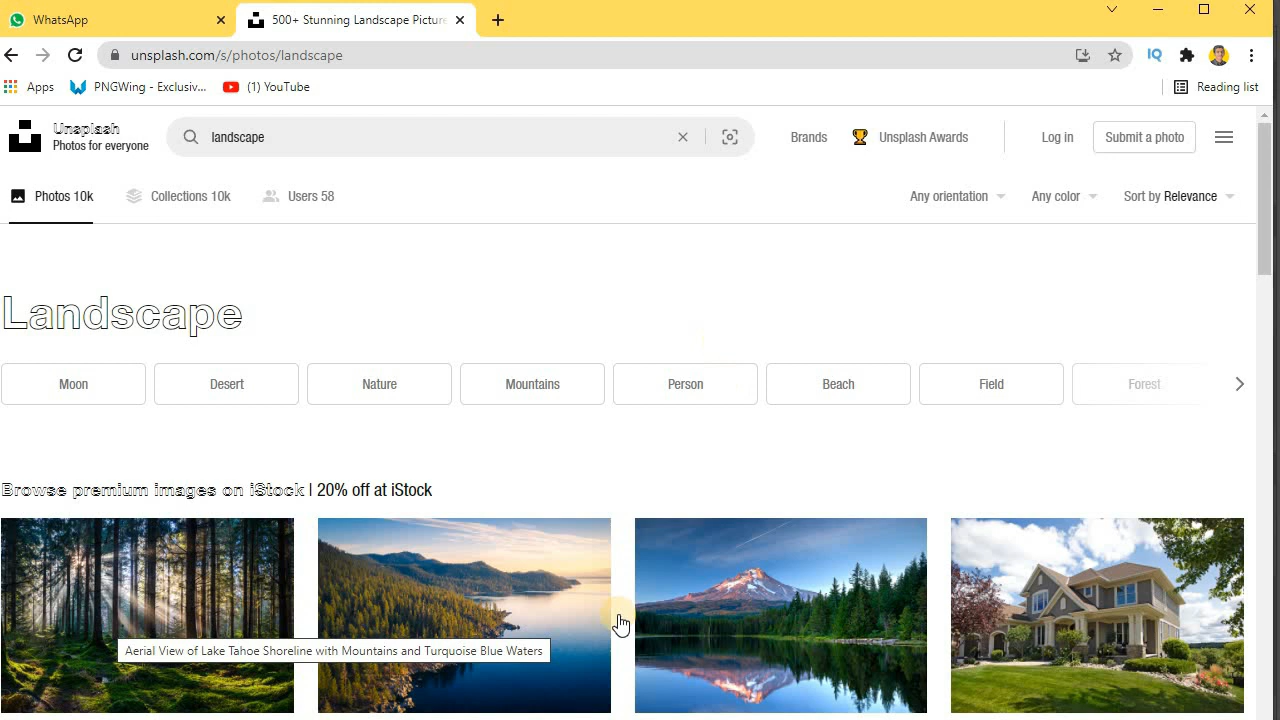 WhatsApp
500+ Stunning Landscape Picture
unsplash.com/s/photos/landscape
IQ
Apps
PNGWing - Exclusiv...
(1) YouTube
Reading list
Unsplash
Photos for everyone
landscape
Brands
Unsplash Awards
Log in
Submit a photo
Photos 10k
Collections 10k
Users 58
Any orientation
Any color
Sort by Relevance
Landscape
Moon
Desert
Nature
Mountains
Person
Beach
Field
Forest
Browse premium images on iStock | 20% off at iStock
Aerial View of Lake Tahoe Shoreline with Mountains and Turquoise Blue Waters